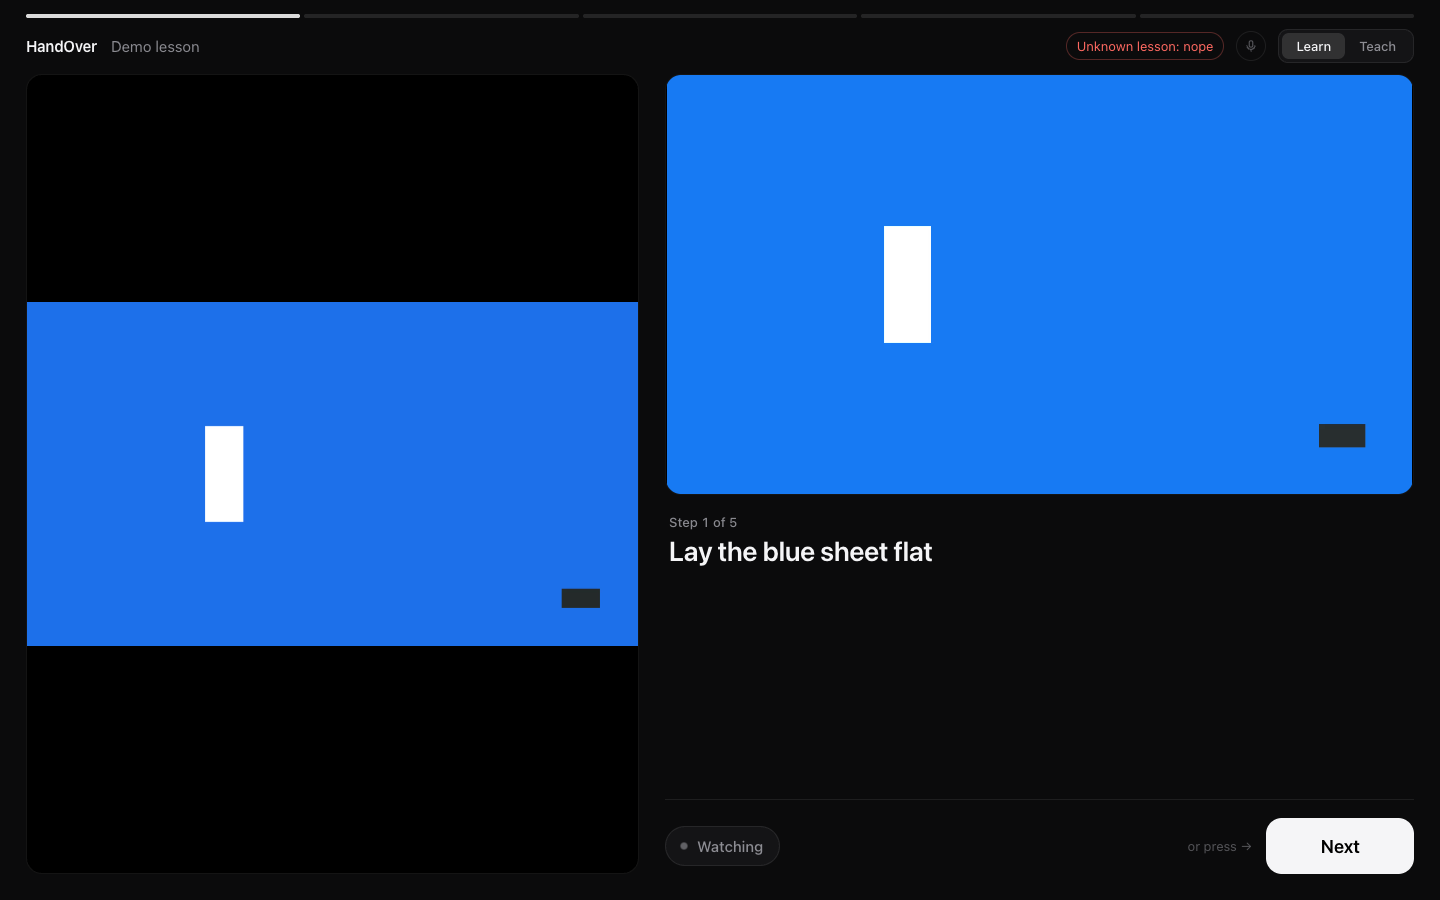 HandOver Demo lesson
Unknown lesson: nope
Learn Teach
Step 1 of 5
Lay the blue sheet flat
Watching
or press →
Next